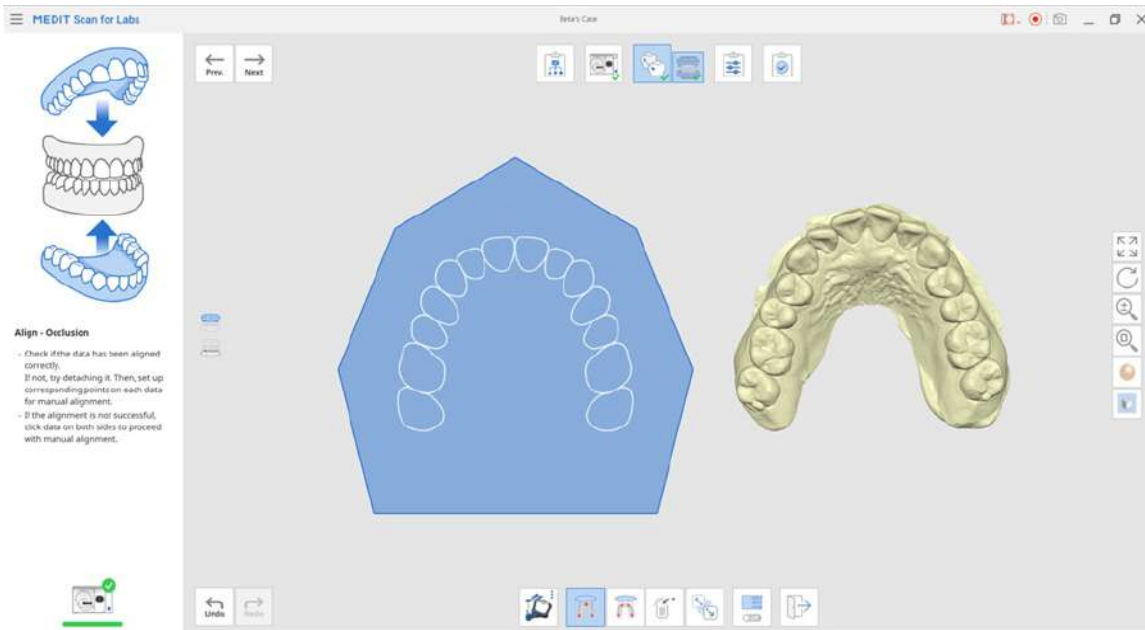 MEDIT Scan for Labs
Beta's Case
Prev.
Next
Align - Occlusion
- Check if the data has been aligned
correctly.
If not, try detaching it. Then, set up
corresponding points on each data
for manual alignment.
- If the alignment is not successful,
click data on both sides to proceed
with manual alignment.
Undo
Redo